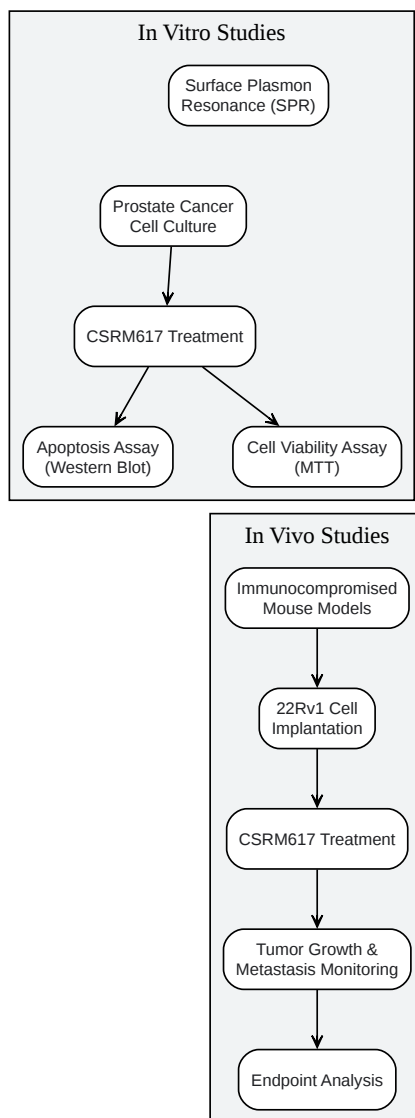 In Vitro Studies
Surface Plasmon
Resonance (SPR)
Prostate Cancer
Cell Culture
CSRM617 Treatment
Apoptosis Assay
(Western Blot)
Cell Viability Assay
(MTT)
In Vivo Studies
Immunocompromised
Mouse Models
22Rv1 Cell
Implantation
CSRM617 Treatment
Tumor Growth &
Metastasis Monitoring
Endpoint Analysis